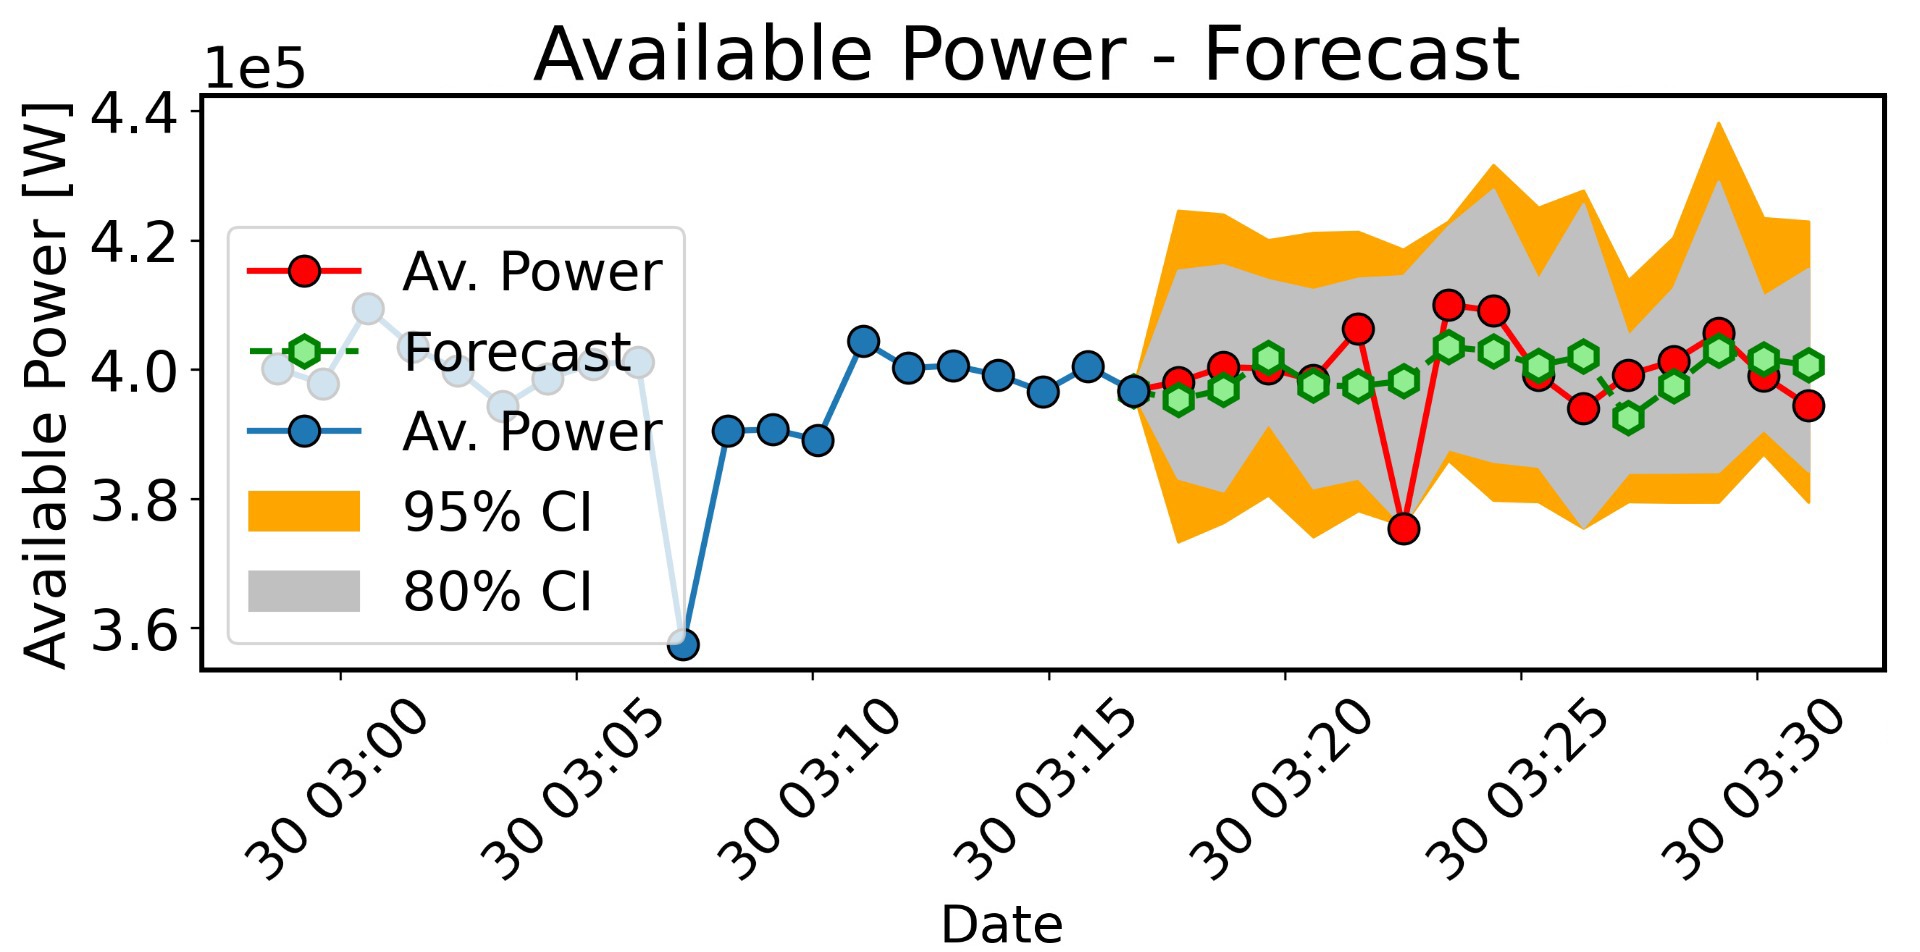 Available Power - Forecast
1e5
Available Power [W]
4.4
4.2
4.0
3.8
3.6
Av. Power
Forecast
Av. Power
95% CI
80% CI
30 03:00
30 03:05
30 03:10
30 03:15
30 03:20
30 03:25
30 03:30
Date